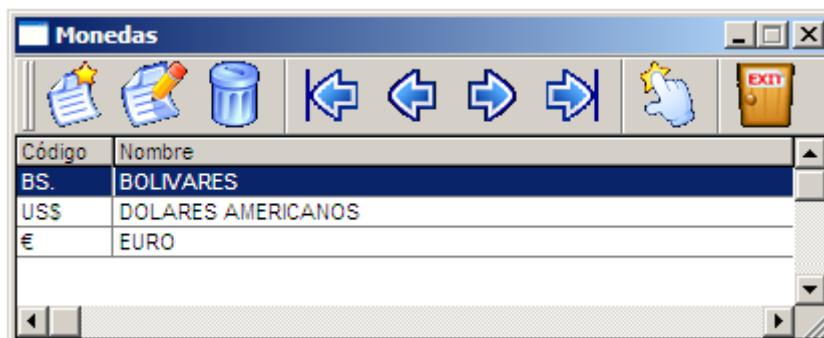 Monedas
EXIT
Código Nombre
BS. BOLIVARES
US$ DOLARES AMERICANOS
€ EURO